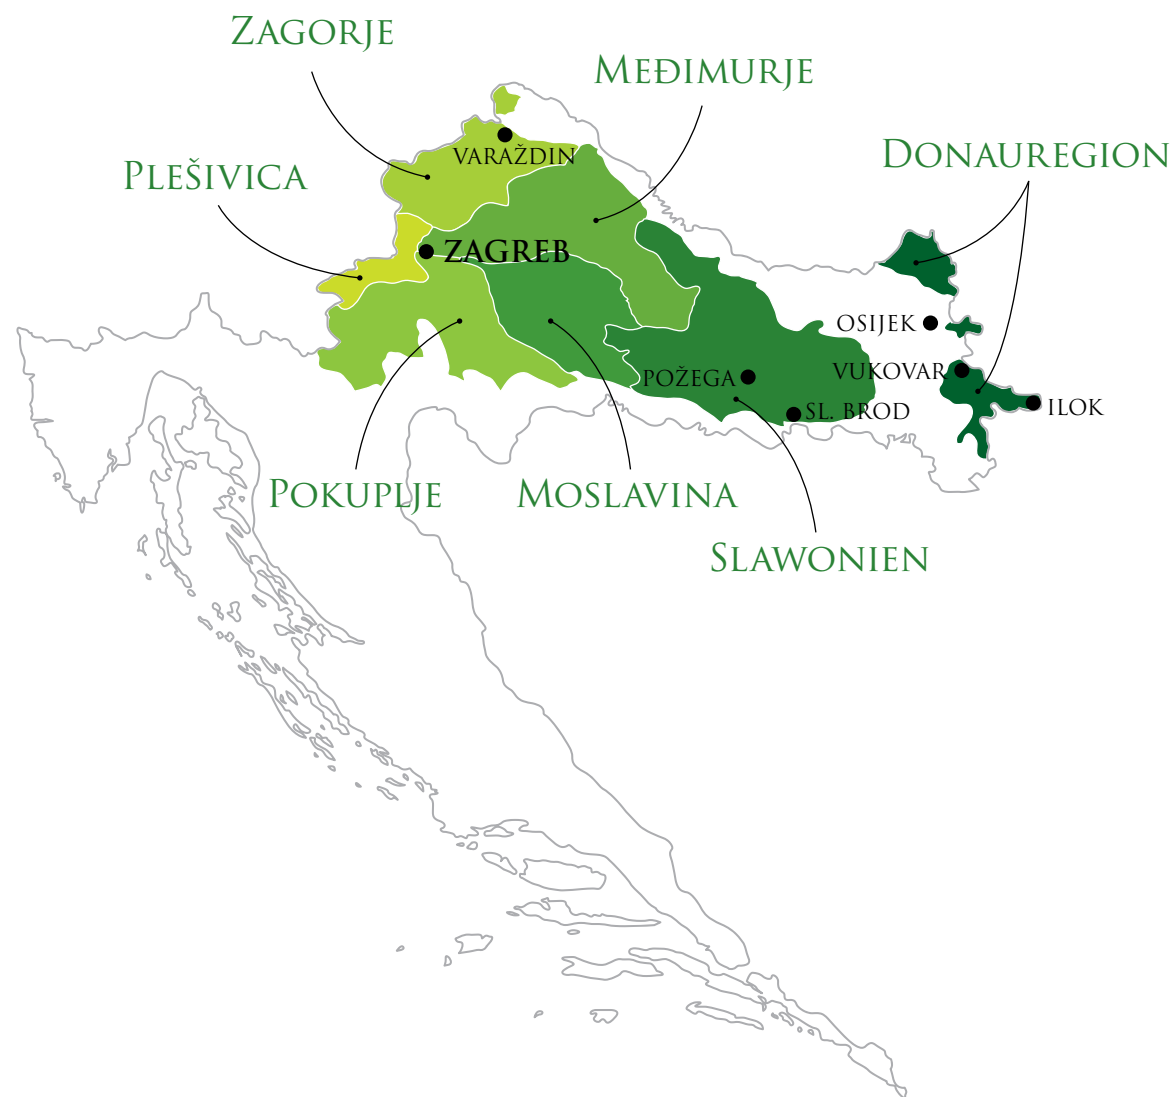 ZAGORJE
MEĐIMURJE
DONAUREGION
PLEŠIVICA
VARAŽDIN
ZAGREB
OSIJEK
VUKOVAR
POŽEGA
SL. BROD
ILOK
POKUPLJE
MOSLAVINA
SLAWONIEN